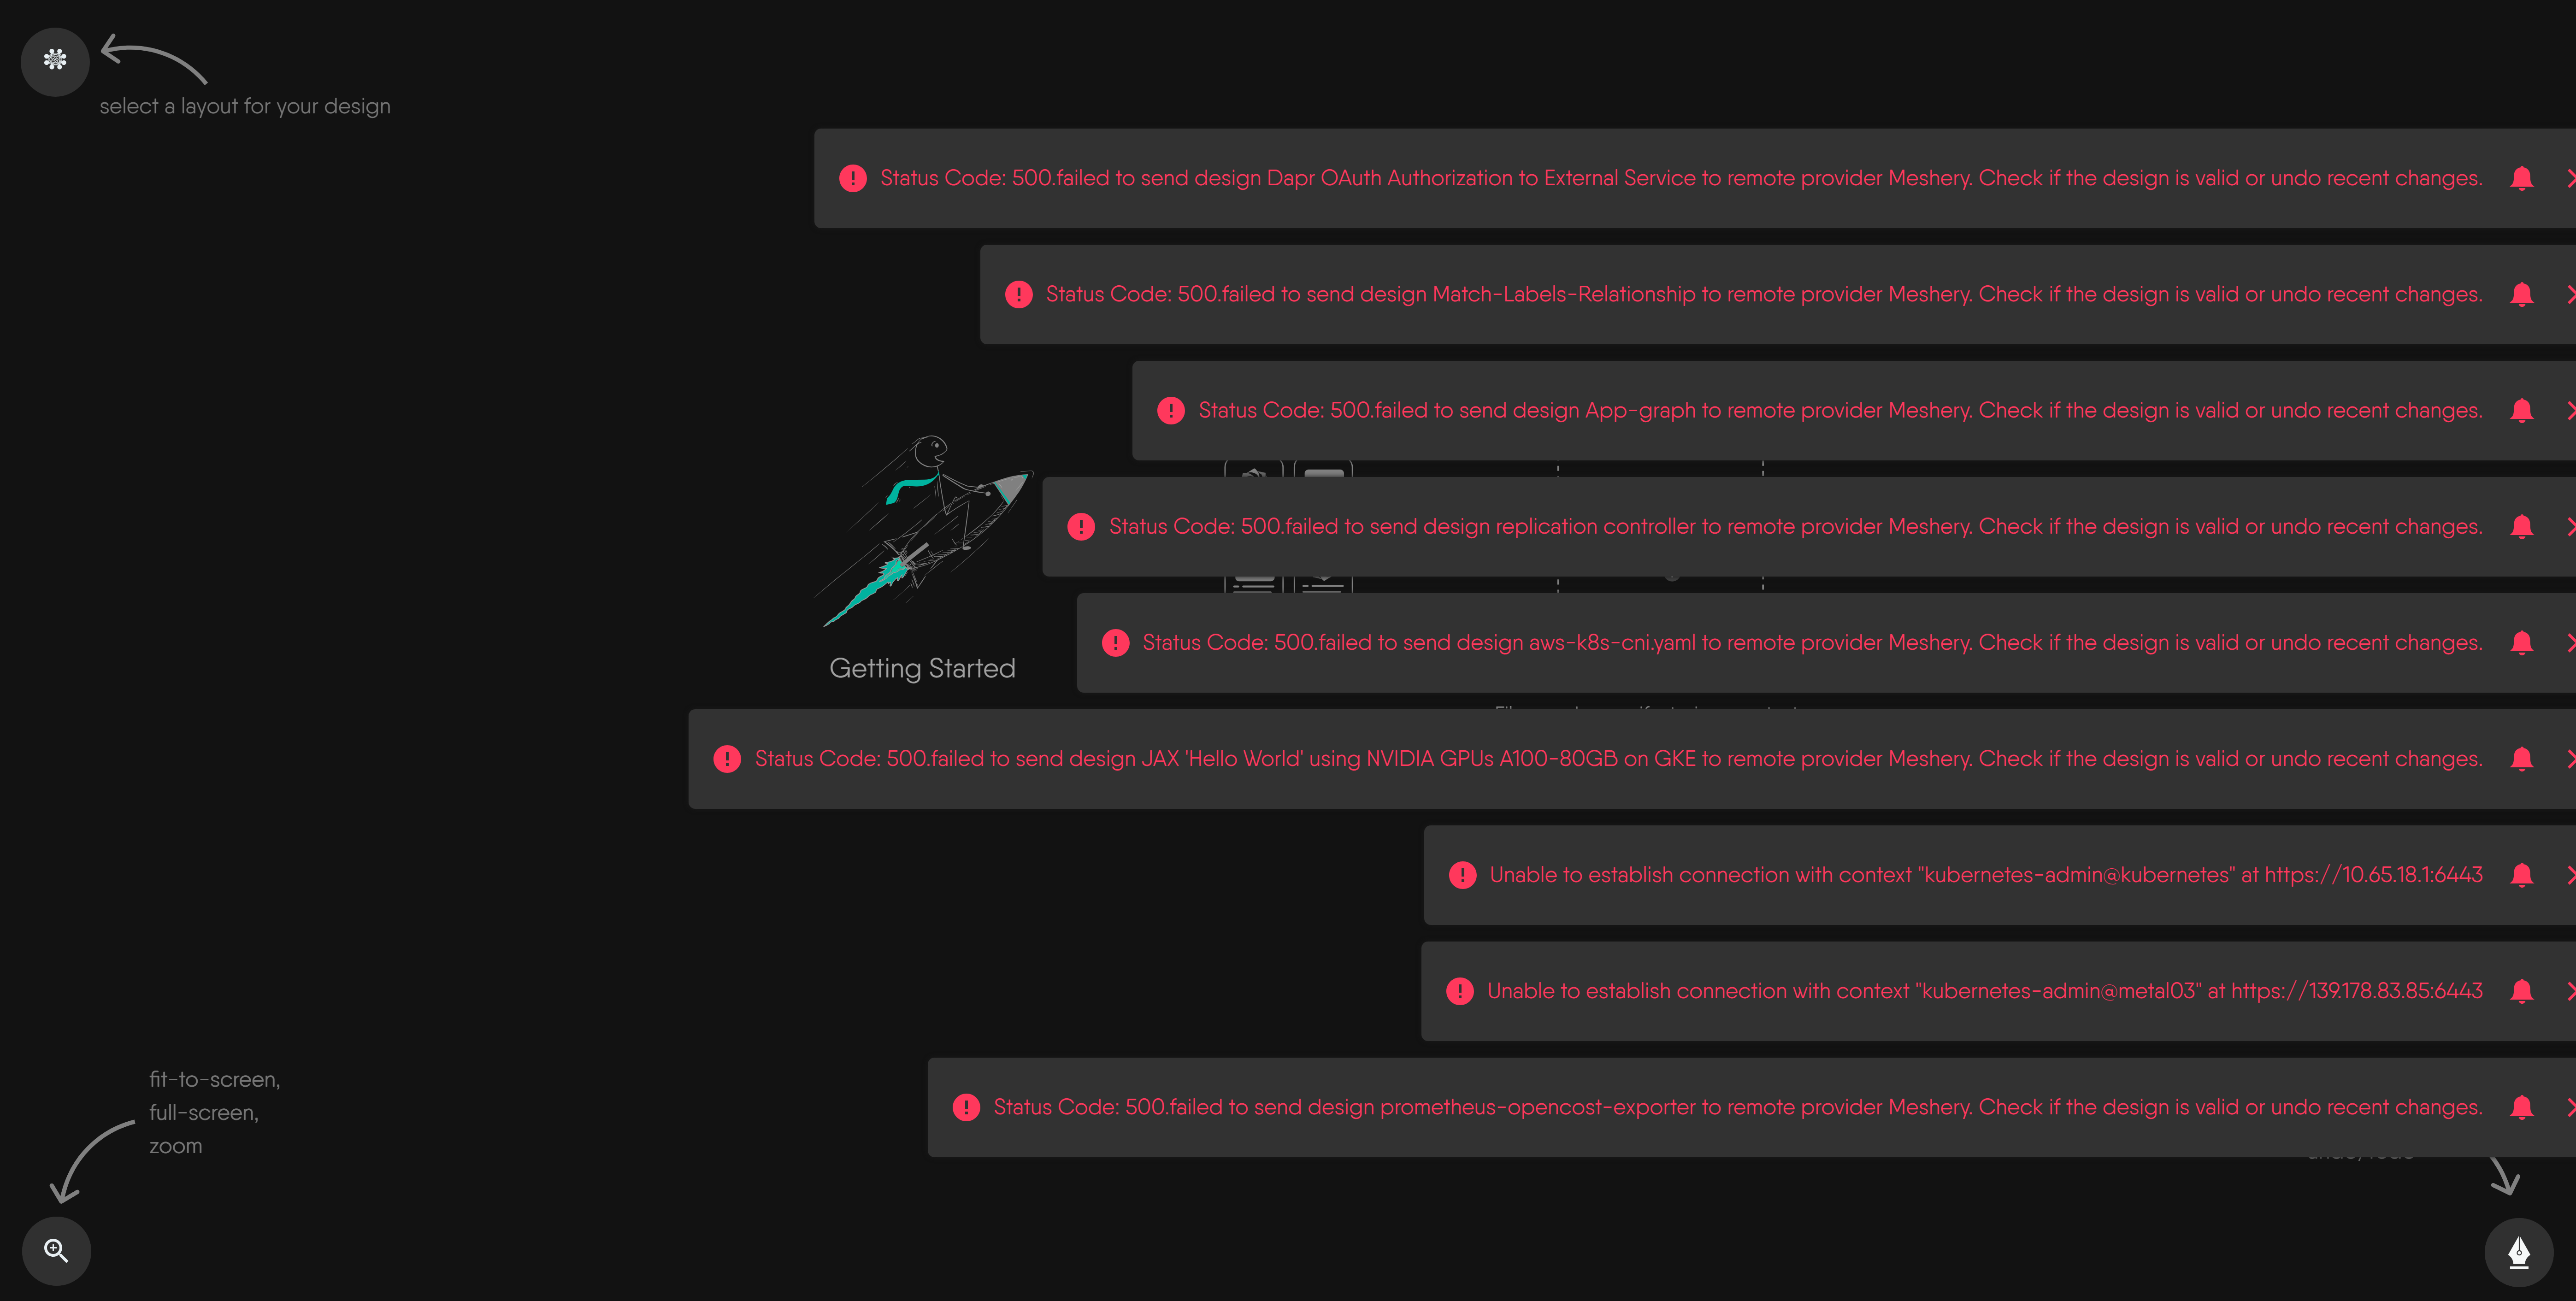 select a layout for your design
Status Code: 500.failed to send design Dapr OAuth Authorization to External Service to remote provider Meshery. Check if the design is valid or undo recent changes.
Status Code: 500.failed to send design Match-Labels-Relationship to remote provider Meshery. Check if the design is valid or undo recent changes.
Status Code: 500.failed to send design App-graph to remote provider Meshery. Check if the design is valid or undo recent changes.
Status Code: 500.failed to send design replication controller to remote provider Meshery. Check if the design is valid or undo recent changes.
Status Code: 500.failed to send design aws-k8s-cni.yaml to remote provider Meshery. Check if the design is valid or undo recent changes.
Getting Started
Status Code: 500.failed to send design JAX 'Hello World' using NVIDIA GPUs A100-80GB on GKE to remote provider Meshery. Check if the design is valid or undo recent changes.
Unable to establish connection with context "kubernetes-admin@kubernetes" at https://10.65.18.1:6443
Unable to establish connection with context "kubernetes-admin@metal03" at https://139.178.83.85:6443
Status Code: 500.failed to send design prometheus-opencost-exporter to remote provider Meshery. Check if the design is valid or undo recent changes.
fit-to-screen,
full-screen,
zoom